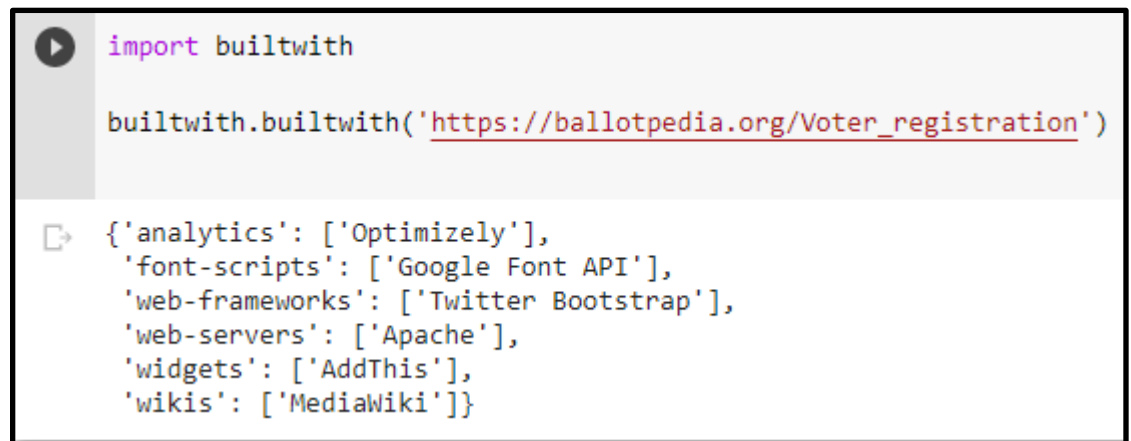 import builtwith
builtwith.builtwith('https://ballotpedia.org/Voter_registration')
{'analytics': ['Optimizely'],
'font-scripts': ['Google Font API'],
'web-frameworks': ['Twitter Bootstrap'],
'web-servers': ['Apache'],
'widgets': ['AddThis'],
'wikis': ['MediaWiki']}